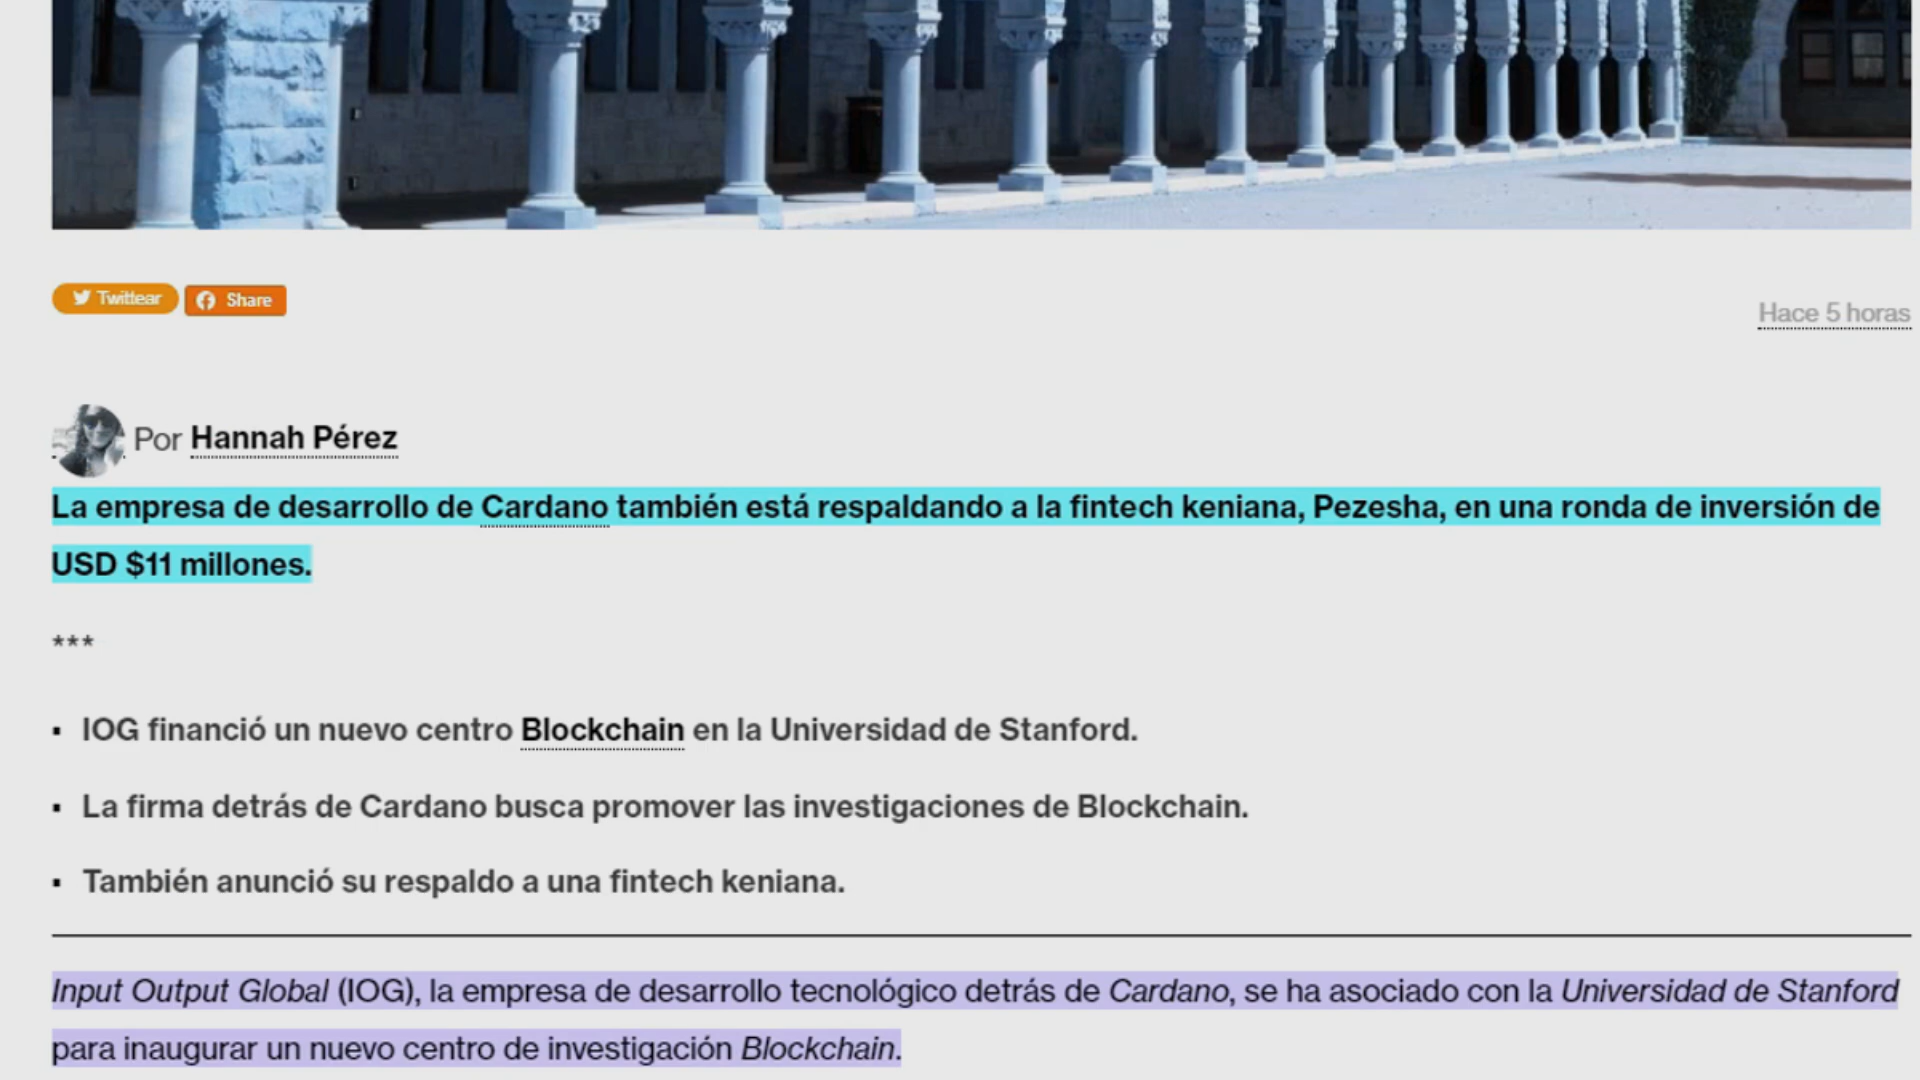 Twittear
Share
Hace 5 horas
Por Hannah Pérez
La empresa de desarrollo de Cardano también está respaldando a la fintech keniana, Pezesha, en una ronda de inversión de
USD $11 millones.
***
▪ IOG financió un nuevo centro Blockchain en la Universidad de Stanford.
▪ La firma detrás de Cardano busca promover las investigaciones de Blockchain.
▪ También anunció su respaldo a una fintech keniana.
Input Output Global (IOG), la empresa de desarrollo tecnológico detrás de Cardano, se ha asociado con la Universidad de Stanford
para inaugurar un nuevo centro de investigación Blockchain.